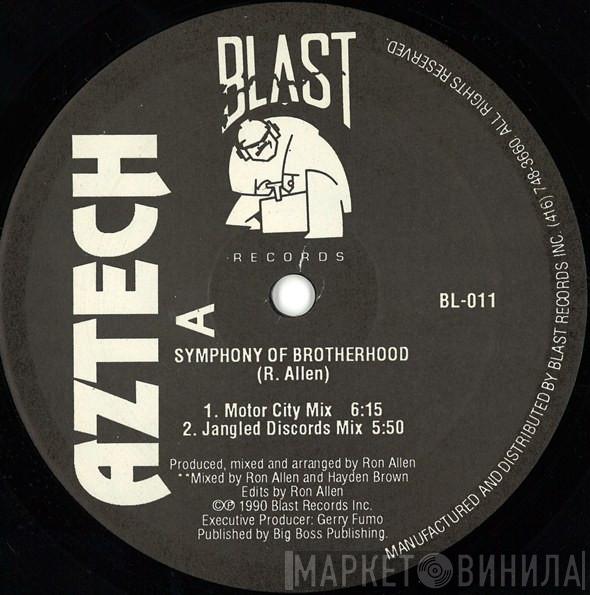 BLAST
RECORDS
AZTECH
A
BL-011
SYMPHONY OF BROTHERHOOD
(R. Allen)
1. Motor City Mix 6:15
2. Jangled Discords Mix 5:50
Produced, mixed and arranged by Ron Allen
**Mixed by Ron Allen and Hayden Brown
Edits by Ron Allen
©℗ 1990 Blast Records Inc.
Executive Producer: Gerry Fumo
Published by Big Boss Publishing.
MANUFACTURED AND DISTRIBUTED BY BLAST RECORDS INC. (416) 748-3660. ALL RIGHTS RESERVED.
МАРКЕТ ВИНИЛА